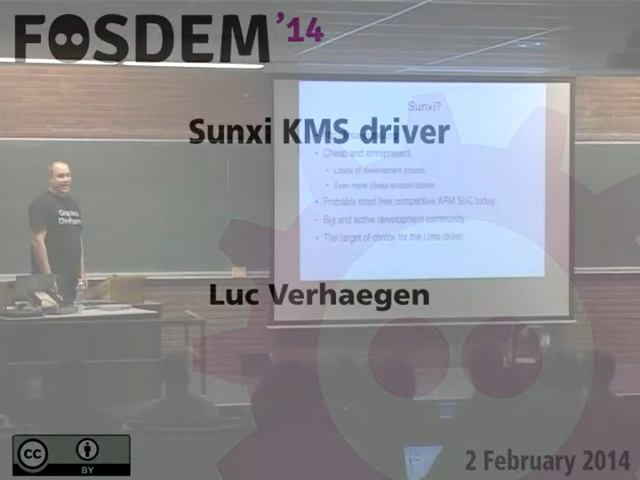 FOSDEM'14
Sunxi KMS driver
Luc Verhaegen
Sunxi?
• Cheap and omnipresent.
• Loads of development boards
• Even more cheap android tablets
• Probably most free competitive ARM SoC today.
• Big and active development community
• The target of choice for the Lima driver.
Graphics
DevRoom
CC
BY
2 February 2014